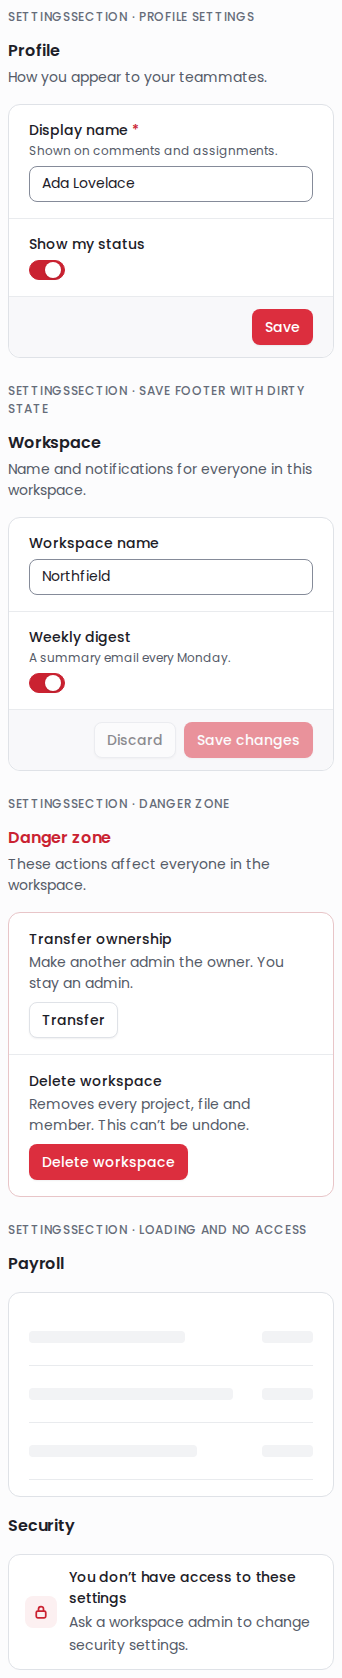 SETTINGSSECTION · PROFILE SETTINGS
Profile
How you appear to your teammates.
Display name *
Shown on comments and assignments.
Ada Lovelace
Show my status
Save
SETTINGSSECTION · SAVE FOOTER WITH DIRTY
STATE
Workspace
Name and notifications for everyone in this
workspace.
Workspace name
Northfield
Weekly digest
A summary email every Monday.
Discard
Save changes
SETTINGSSECTION · DANGER ZONE
Danger zone
These actions affect everyone in the
workspace.
Transfer ownership
Make another admin the owner. You
stay an admin.
Transfer
Delete workspace
Removes every project, file and
member. This can’t be undone.
Delete workspace
SETTINGSSECTION · LOADING AND NO ACCESS
Payroll
Security
You don’t have access to these
settings
Ask a workspace admin to change
security settings.